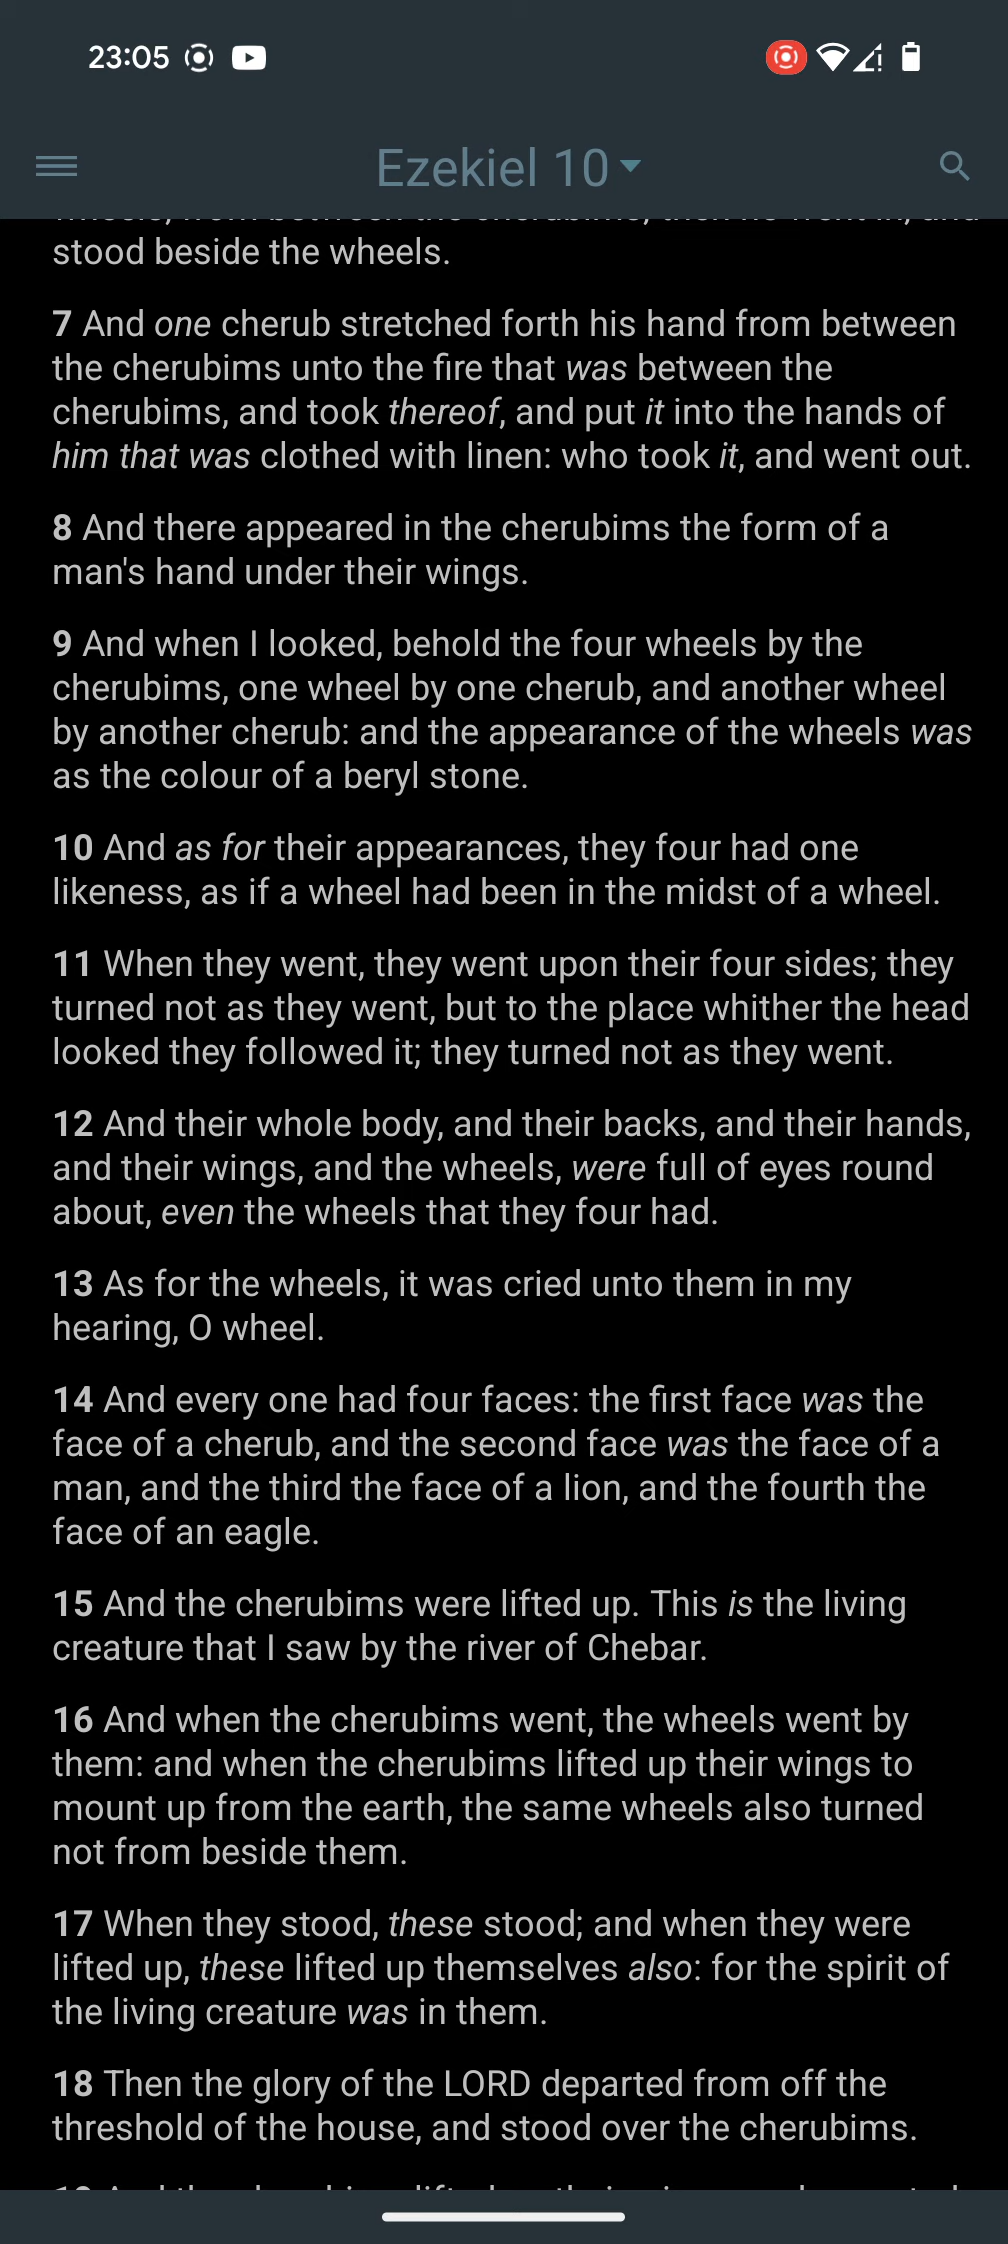 23:05
Ezekiel 10
stood beside the wheels.
7 And one cherub stretched forth his hand from between
the cherubims unto the fire that was between the
cherubims, and took thereof, and put it into the hands of
him that was clothed with linen: who took it, and went out.
8 And there appeared in the cherubims the form of a
man's hand under their wings.
9 And when I looked, behold the four wheels by the
cherubims, one wheel by one cherub, and another wheel
by another cherub: and the appearance of the wheels was
as the colour of a beryl stone.
10 And as for their appearances, they four had one
likeness, as if a wheel had been in the midst of a wheel.
11 When they went, they went upon their four sides; they
turned not as they went, but to the place whither the head
looked they followed it; they turned not as they went.
12 And their whole body, and their backs, and their hands,
and their wings, and the wheels, were full of eyes round
about, even the wheels that they four had.
13 As for the wheels, it was cried unto them in my
hearing, O wheel.
14 And every one had four faces: the first face was the
face of a cherub, and the second face was the face of a
man, and the third the face of a lion, and the fourth the
face of an eagle.
15 And the cherubims were lifted up. This is the living
creature that I saw by the river of Chebar.
16 And when the cherubims went, the wheels went by
them: and when the cherubims lifted up their wings to
mount up from the earth, the same wheels also turned
not from beside them.
17 When they stood, these stood; and when they were
lifted up, these lifted up themselves also: for the spirit of
the living creature was in them.
18 Then the glory of the LORD departed from off the
threshold of the house, and stood over the cherubims.